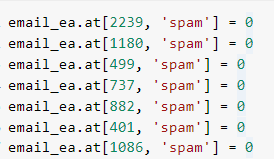 email_ea.at[2239, 'spam'] = 0
email_ea.at[1180, 'spam'] = 0
email_ea.at[499, 'spam'] = 0
email_ea.at[737, 'spam'] = 0
email_ea.at[882, 'spam'] = 0
email_ea.at[401, 'spam'] = 0
email_ea.at[1086, 'spam'] = 0